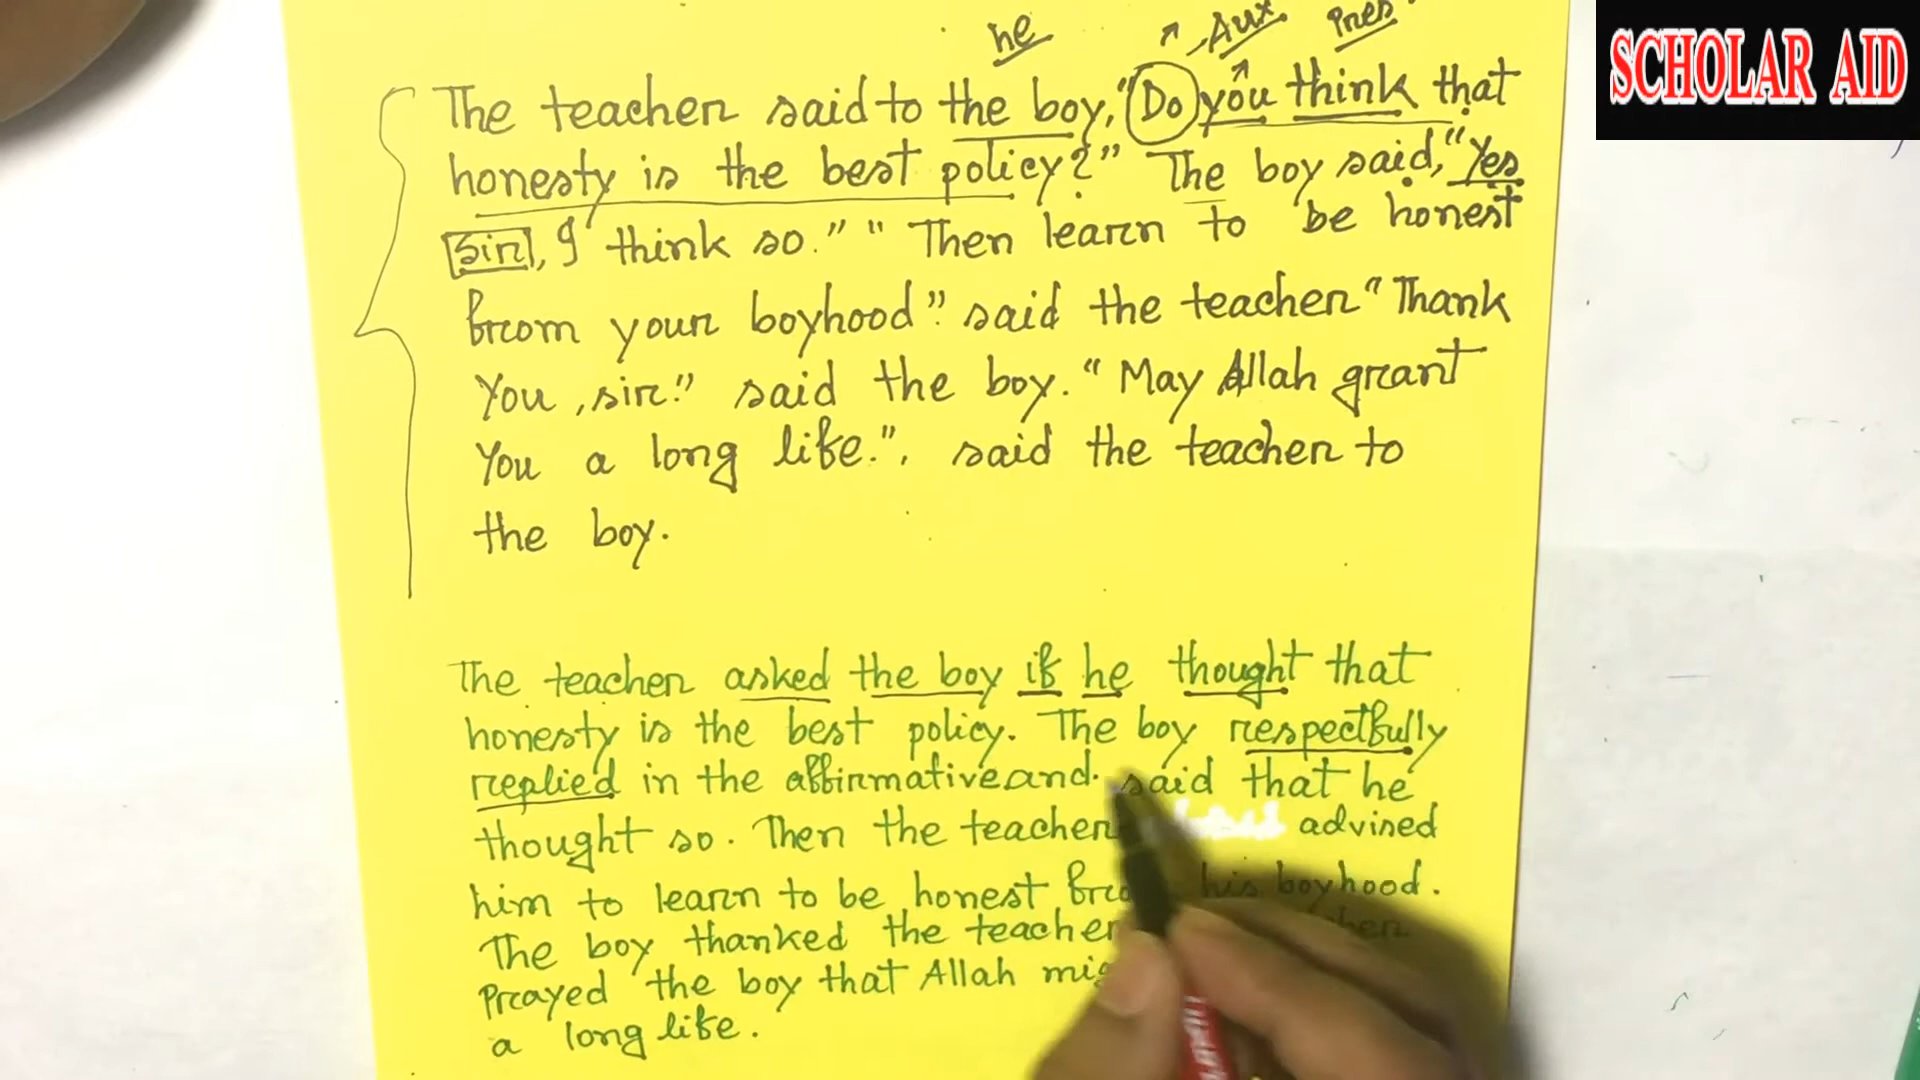 he
Aux
Pres
SCHOLAR AID
The teacher said to the boy, "Do you think that
honesty is the best policy?" The boy said, "Yes
Sir, I think so." "Then learn to be honest
from your boyhood". said the teacher "Thank
You, sir." said the boy. "May Allah grant
You a long life.". said the teacher to
the boy.
The teacher asked the boy if he thought that
honesty is the best policy. The boy respectfully
replied in the affirmative and. said that he
thought so. Then the teacher advised
him to learn to be honest his boyhood.
The boy thanked the teacher
Prayed the boy that Allah
a long life.